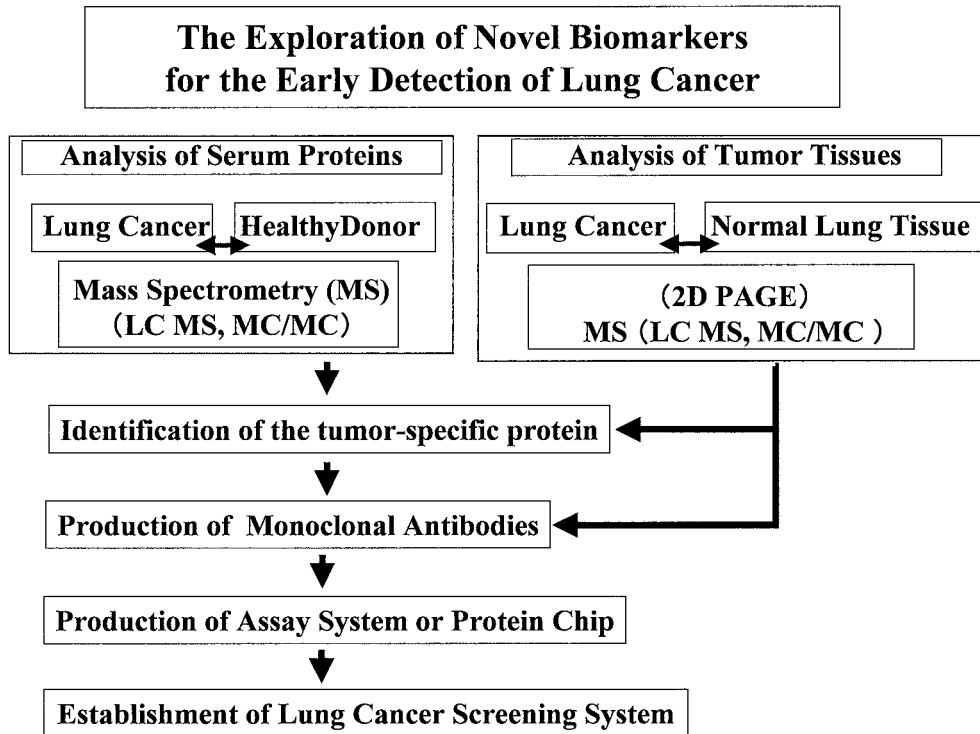 The Exploration of Novel Biomarkers
for the Early Detection of Lung Cancer
Analysis of Serum Proteins
Lung Cancer
HealthyDonor
Mass Spectrometry (MS)
(LC MS, MC/MC)
Analysis of Tumor Tissues
Lung Cancer
Normal Lung Tissue
(2D PAGE)
MS (LC MS, MC/MC )
Identification of the tumor-specific protein
Production of Monoclonal Antibodies
Production of Assay System or Protein Chip
Establishment of Lung Cancer Screening System